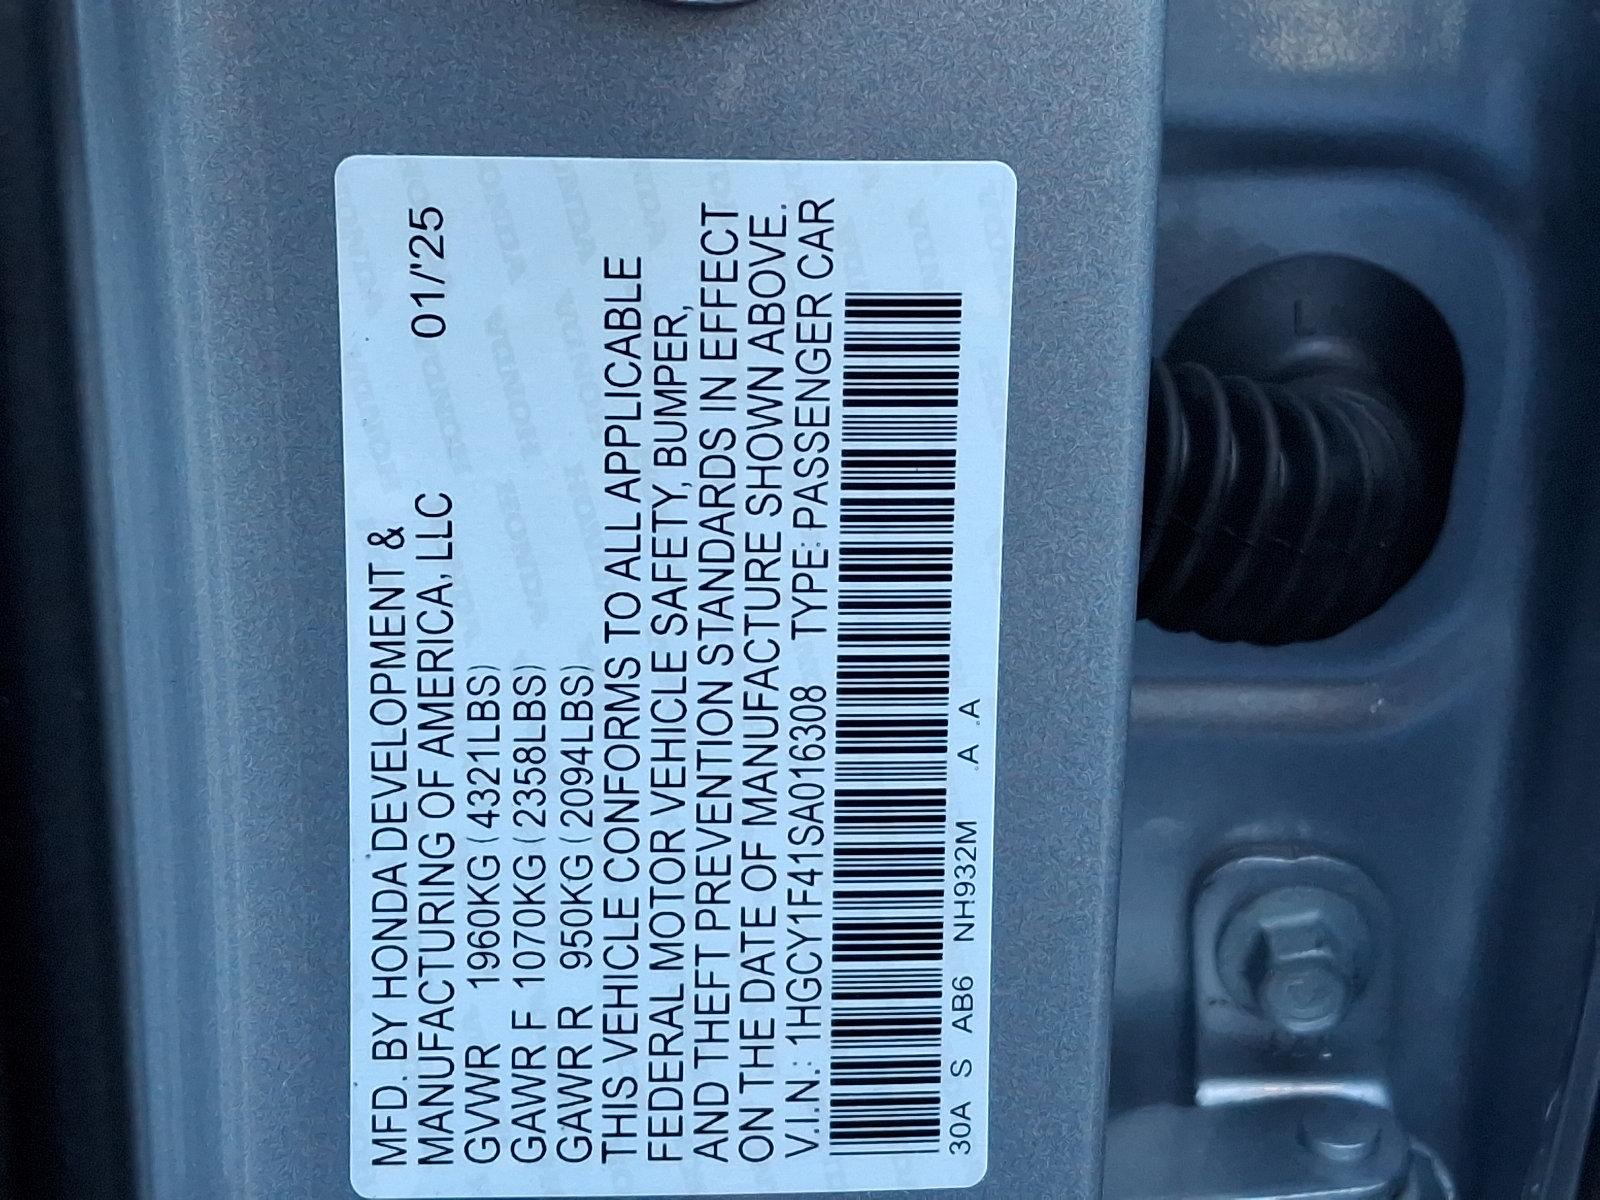 MFD. BY HONDA DEVELOPMENT &
MANUFACTURING OF AMERICA, LLC 01/'25
GVWR 1960KG (4321LBS)
GAWR F 1070KG (2358LBS)
GAWR R 950KG (2094LBS)
THIS VEHICLE CONFORMS TO ALL APPLICABLE
FEDERAL MOTOR VEHICLE SAFETY, BUMPER,
AND THEFT PREVENTION STANDARDS IN EFFECT
ON THE DATE OF MANUFACTURE SHOWN ABOVE.
V.I.N.: 1HGCY1F41SA016308 TYPE: PASSENGER CAR
30A S AB6 NH932M .A .A